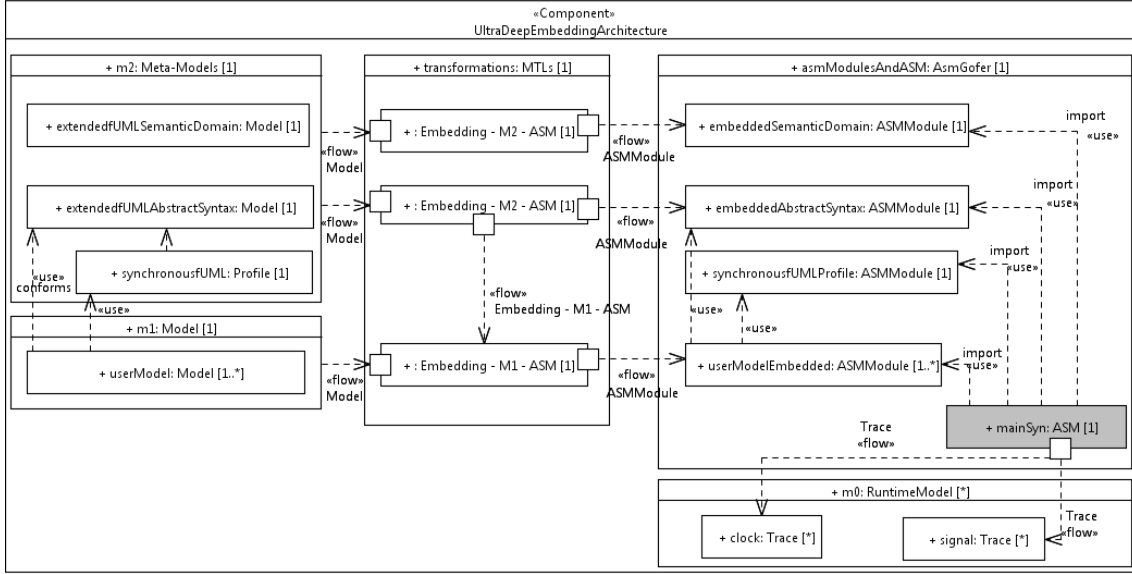 «Component»
UltraDeepEmbeddingArchitecture
+ m2: Meta-Models [1]
+ extendedfUMLSemanticDomain: Model [1]
+ extendedfUMLAbstractSyntax: Model [1]
+ synchronousfUML: Profile [1]
«use»
conforms
«use»
+ m1: Model [1]
+ userModel: Model [1..*]
«flow»
Model
«flow»
Model
«flow»
Model
+ transformations: MTLs [1]
+ : Embedding - M2 - ASM [1]
+ : Embedding - M2 - ASM [1]
«flow»
Embedding - M1 - ASM
+ : Embedding - M1 - ASM [1]
«flow»
ASMModule
«flow»
ASMModule
«flow»
ASMModule
+ asmModulesAndASM: AsmGofer [1]
+ embeddedSemanticDomain: ASMModule [1]
import
«use»
+ embeddedAbstractSyntax: ASMModule [1]
import
«use»
+ synchronousfUMLProfile: ASMModule [1]
import
«use»
«use»
«use»
+ userModelEmbedded: ASMModule [1..*]
import
«use»
+ mainSyn: ASM [1]
Trace
«flow»
+ m0: RuntimeModel [*]
+ clock: Trace [*]
+ signal: Trace [*]
Trace
«flow»